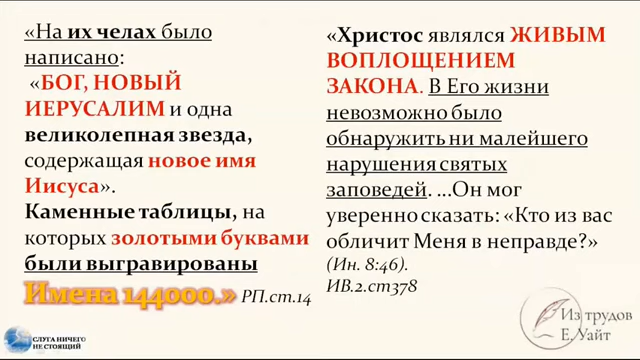 «На их челах было
написано:
«БОГ, НОВЫЙ
ИЕРУСАЛИМ и одна
великолепная звезда,
содержащая новое имя
Иисуса».
Каменные таблицы, на
которых золотыми буквами
были выгравированы
Имена 144000.» РП.ст.14
«Христос являлся ЖИВЫМ
ВОПЛОЩЕНИЕМ
ЗАКОНА. В Его жизни
невозможно было
обнаружить ни малейшего
нарушения святых
заповедей. ...Он мог
уверенно сказать: «Кто из вас
обличит Меня в неправде?»
(Ин. 8:46).
ИВ.2.ст378
СЛУГА НИЧЕГО
НЕ СТОЯЩИЙ
Из трудов
Е. Уайт